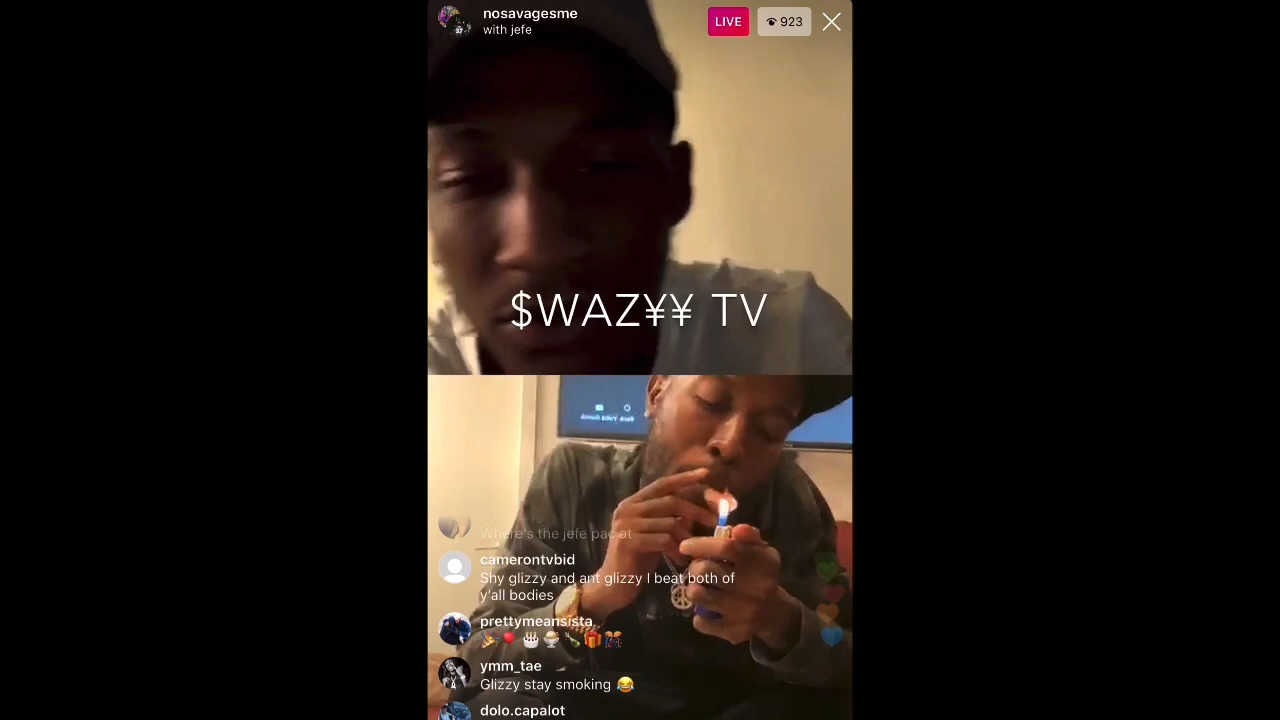 nosavagesme
with jefe
LIVE
923
$WAZ¥¥ TV
Where's the jefe pac at
camerontvbid
Shy glizzy and ant glizzy I beat both of
y'all bodies
prettymeansista
🎉🎈🎂🍨🍾🎁🎊
ymm_tae
Glizzy stay smoking 😂
dolo.capalot